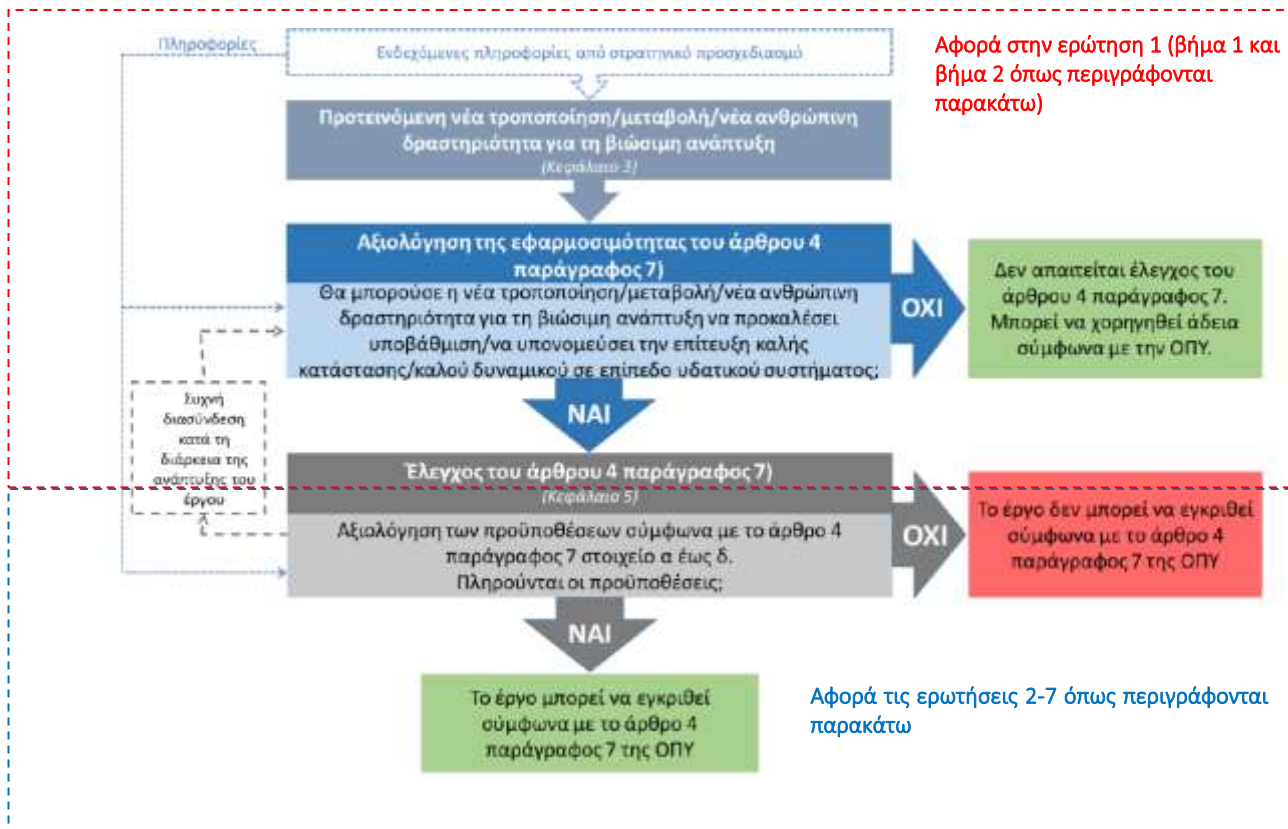 Πληροφορίες
Ενδεχόμενες πληροφορίες από στρατηνικό προσχεδιασμό
Αφορά στην ερώτηση 1 (βήμα 1 και
βήμα 2 όπως περιγράφονται
παρακάτω)
Προτεινόμενη νέα τροποποίηση/μεταβολή/νέα ανθρώπινη
δραστηριότητα για τη βιώσιμη ανάπτυξη
(Κεφάλαιο 3)
Αξιολόγηση της εφαρμοσιμότητας του άρθρου 4
παράγραφος 7)
Θα μπορούσε η νέα τροποποίηση/μεταβολή/νέα ανθρώπινη
δραστηριότητα για τη βιώσιμη ανάπτυξη να προκαλέσει
υποβάθμιση/να υπονομεύσει την επίτευξη καλής
κατάστασης/καλού δυναμικού σε επίπεδο υδατικού συστήματος;
ΟΧΙ
Δεν απαιτείται έλεγχος του
άρθρου 4 παράγραφος 7.
Μπορεί να χορηγηθεί άδεια
σύμφωνα με την ΟΠΥ.
ΝΑΙ
Συχνή
διασύνδεση
κατά τη
διάρκεια της
ανάπτυξης του
έργου
Έλεγχος του άρθρου 4 παράγραφος 7)
(Κεφάλαιο 5)
Αξιολόγηση των προϋποθέσεων σύμφωνα με το άρθρο 4
παράγραφος 7 στοιχείο α έως δ.
Πληρούνται οι προϋποθέσεις;
ΟΧΙ
Το έργο δεν μπορεί να εγκριθεί
σύμφωνα με το άρθρο 4
παράγραφος 7 της ΟΠΥ
ΝΑΙ
Το έργο μπορεί να εγκριθεί
σύμφωνα με το άρθρο 4
παράγραφος 7 της ΟΠΥ
Αφορά τις ερωτήσεις 2-7 όπως περιγράφονται
παρακάτω